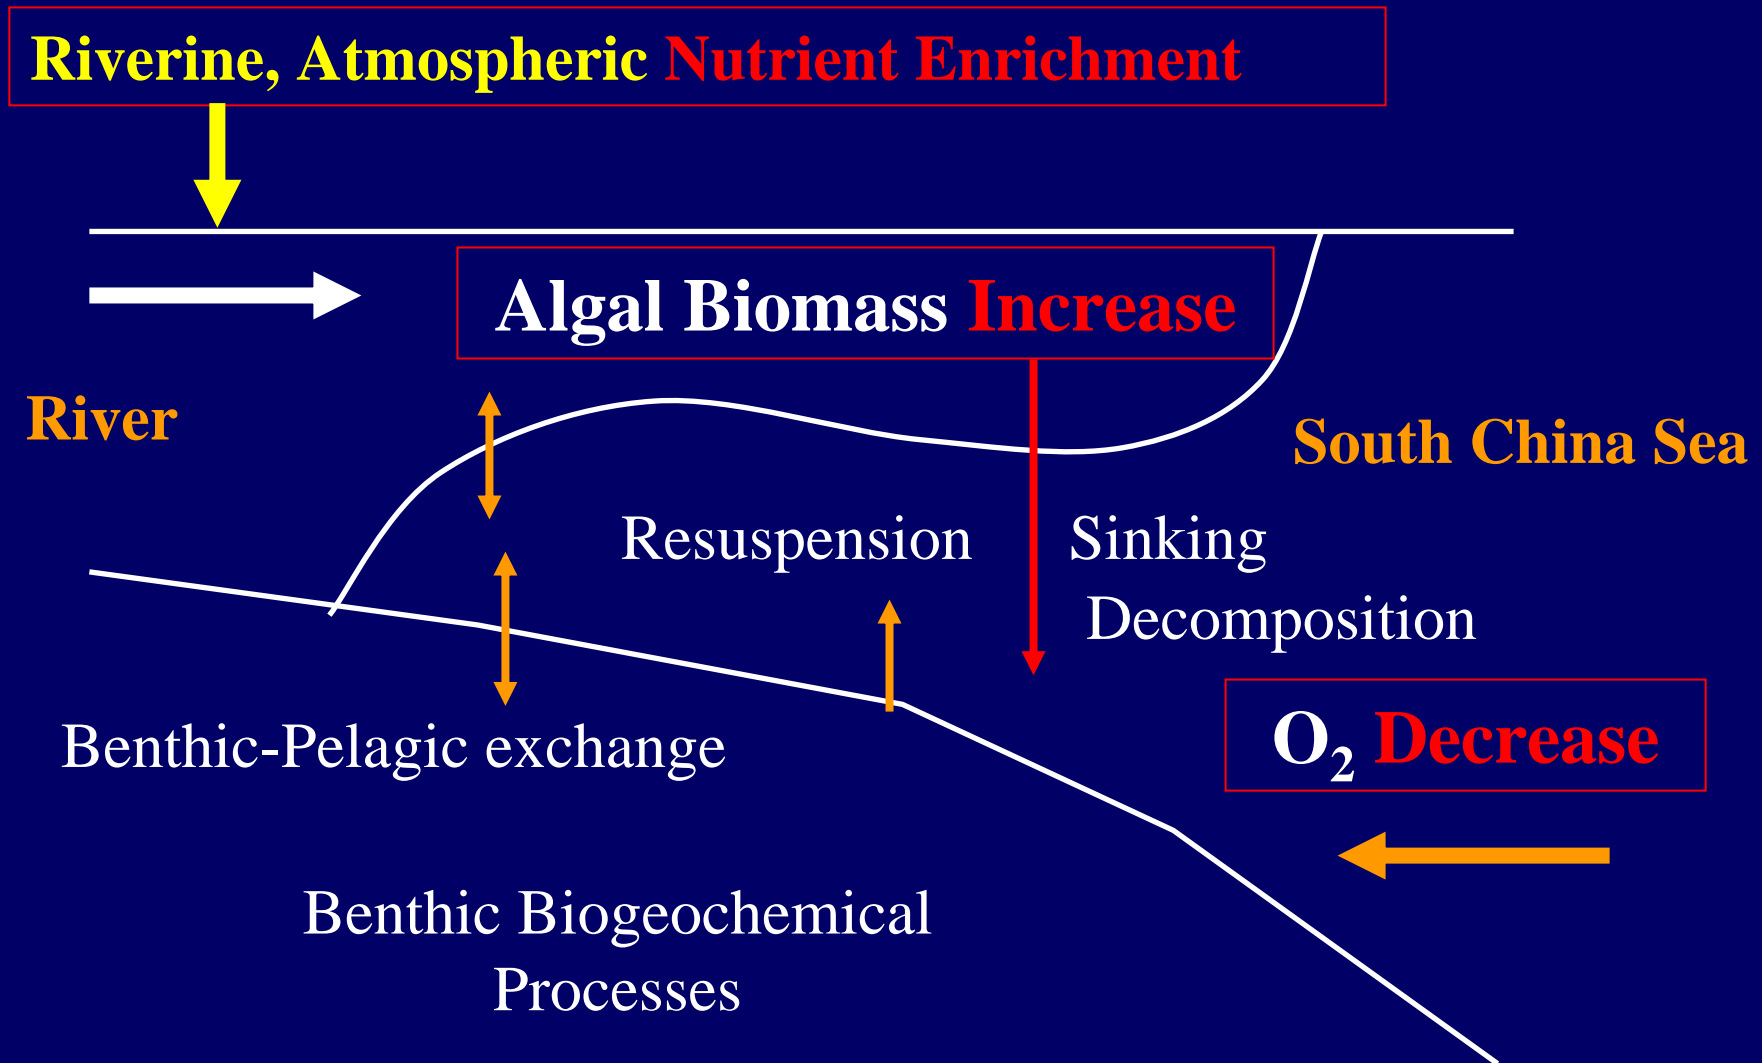 Riverine, Atmospheric Nutrient Enrichment
Algal Biomass Increase
River
South China Sea
Resuspension
Sinking
Decomposition
O₂ Decrease
Benthic-Pelagic exchange
Benthic Biogeochemical
Processes